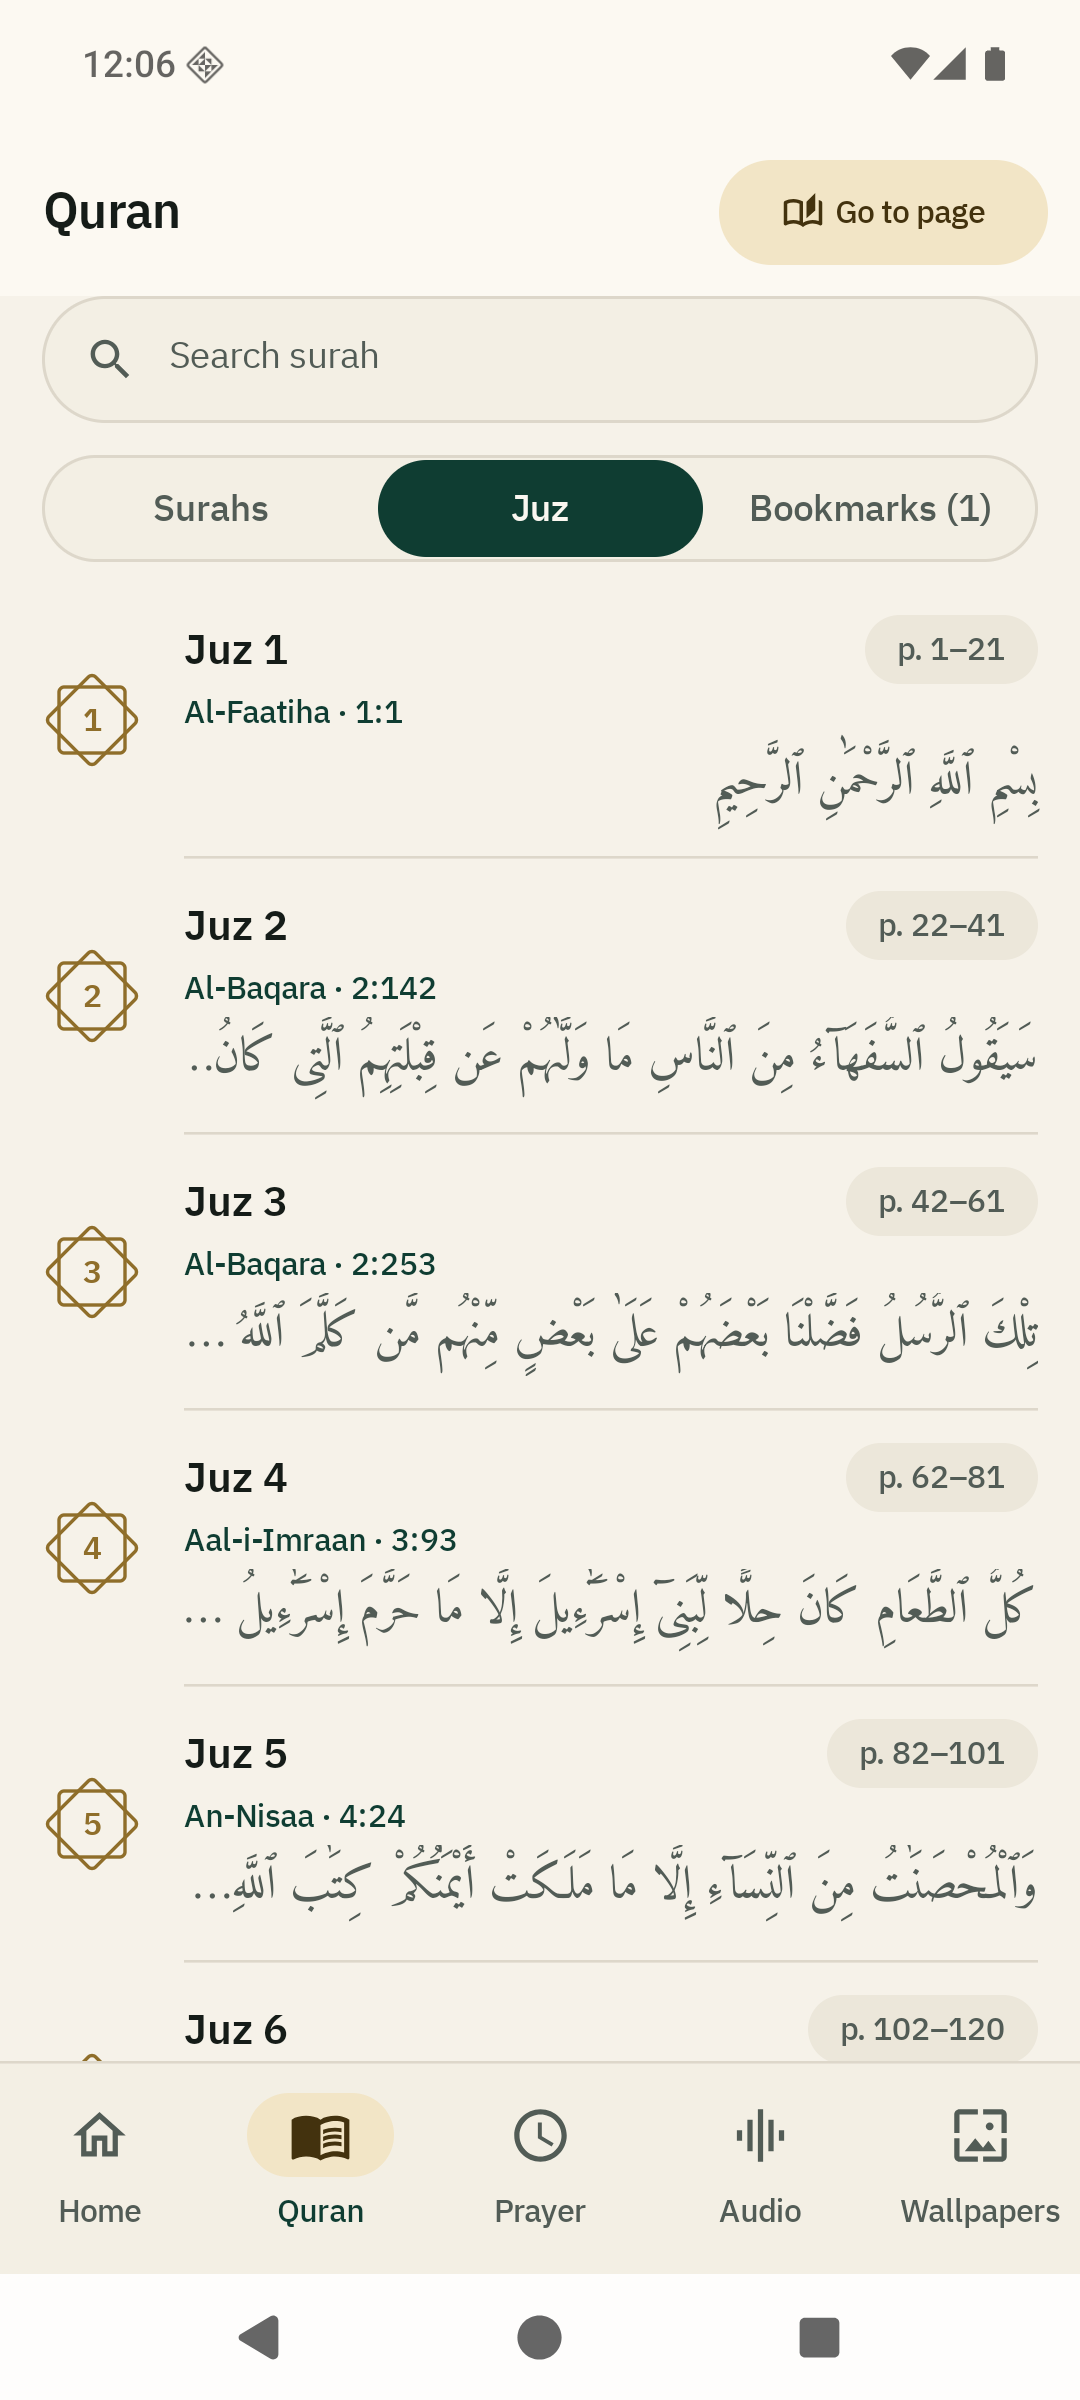 12:06
Quran
Go to page
Search surah
Surahs
Juz
Bookmarks (1)
Juz 1
p. 1–21
1
Al-Faatiha · 1:1
بِسْمِ ٱللَّهِ ٱلرَّحْمَٰنِ ٱلرَّحِيمِ
Juz 2
p. 22–41
2
Al-Baqara · 2:142
سَيَقُولُ ٱلسُّفَهَآءُ مِنَ ٱلنَّاسِ مَا وَلَّىٰهُمْ عَن قِبْلَتِهِمُ ٱلَّتِى كَانُ..
Juz 3
p. 42–61
3
Al-Baqara · 2:253
تِلْكَ ٱلرُّسُلُ فَضَّلْنَا بَعْضَهُمْ عَلَىٰ بَعْضٍ مِّنْهُم مَّن كَلَّمَ ٱللَّهُ ...
Juz 4
p. 62–81
4
Aal-i-Imraan · 3:93
كُلُّ ٱلطَّعَامِ كَانَ حِلًّا لِّبَنِىٓ إِسْرَٰٓءِيلَ إِلَّا مَا حَرَّمَ إِسْرَٰٓءِيلُ ...
Juz 5
p. 82–101
5
An-Nisaa · 4:24
وَٱلْمُحْصَنَٰتُ مِنَ ٱلنِّسَآءِ إِلَّا مَا مَلَكَتْ أَيْمَٰنُكُمْ كِتَٰبَ ٱللَّهِ...
Juz 6
p. 102–120
Home
Quran
Prayer
Audio
Wallpapers